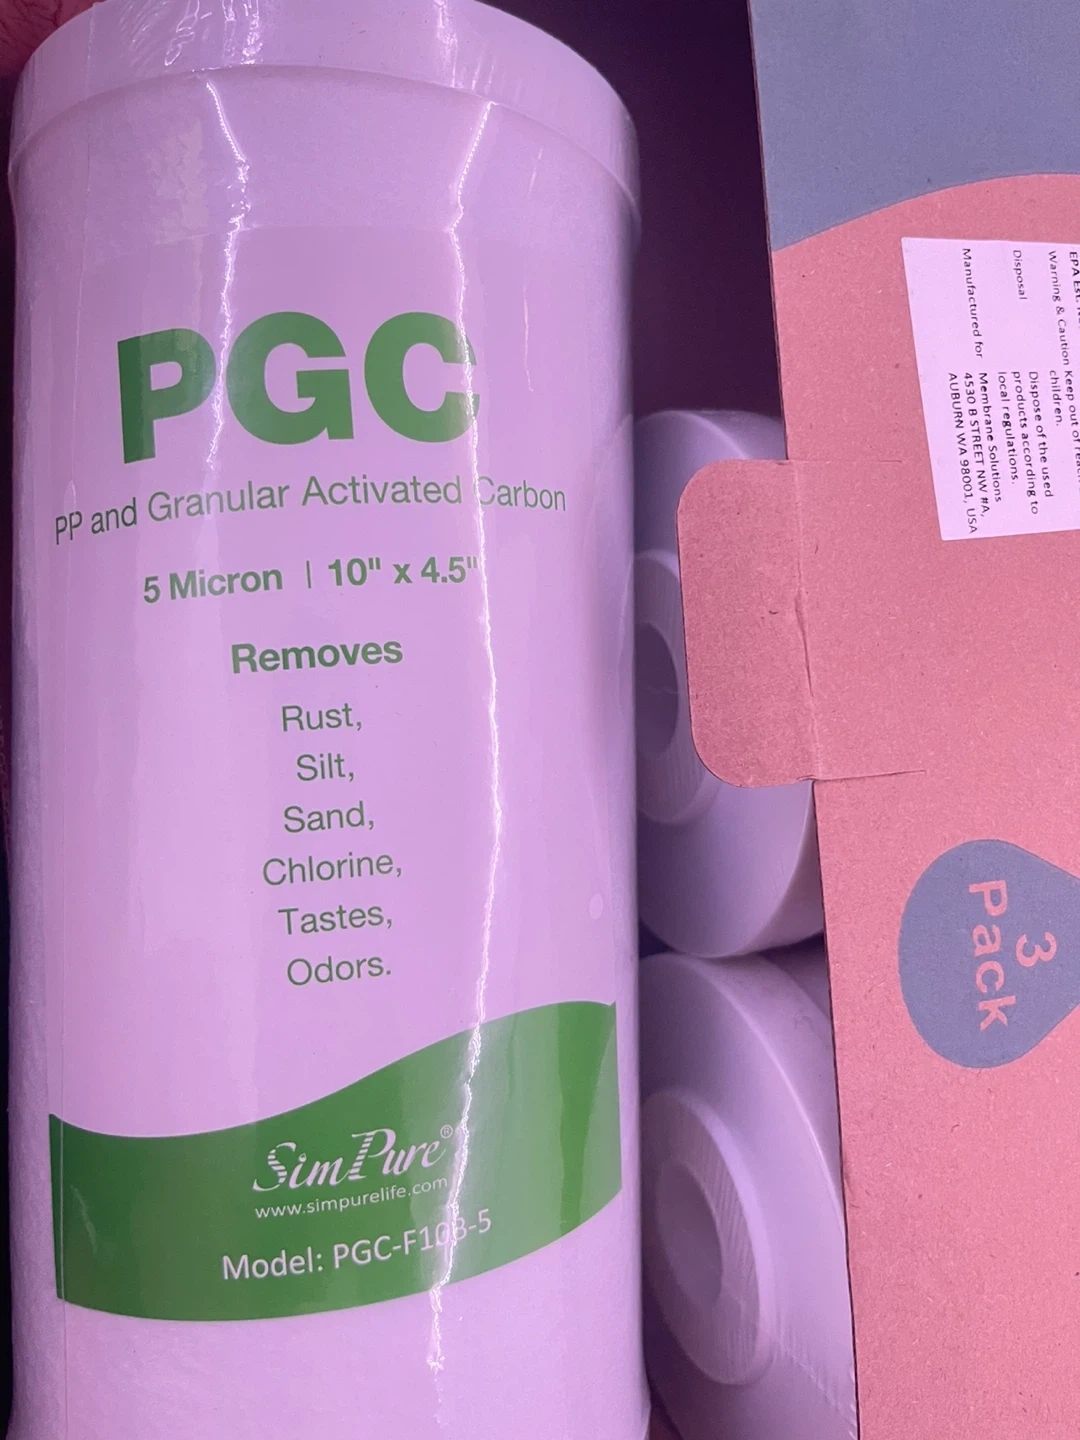 PGC
PP and Granular Activated Carbon
5 Micron | 10" x 4.5"
Removes
Rust,
Silt,
Sand,
Chlorine,
Tastes,
Odors.
SimPure®
www.simpurelife.com
Model: PGC-F10B-5
EPA Est.
Warning & Caution Keep out of reach
children.
Disposal Dispose of the used
products according to
local regulations.
Manufactured for Membrane Solutions
4530 B STREET NW #A,
AUBURN WA 98001, USA
3
Pack